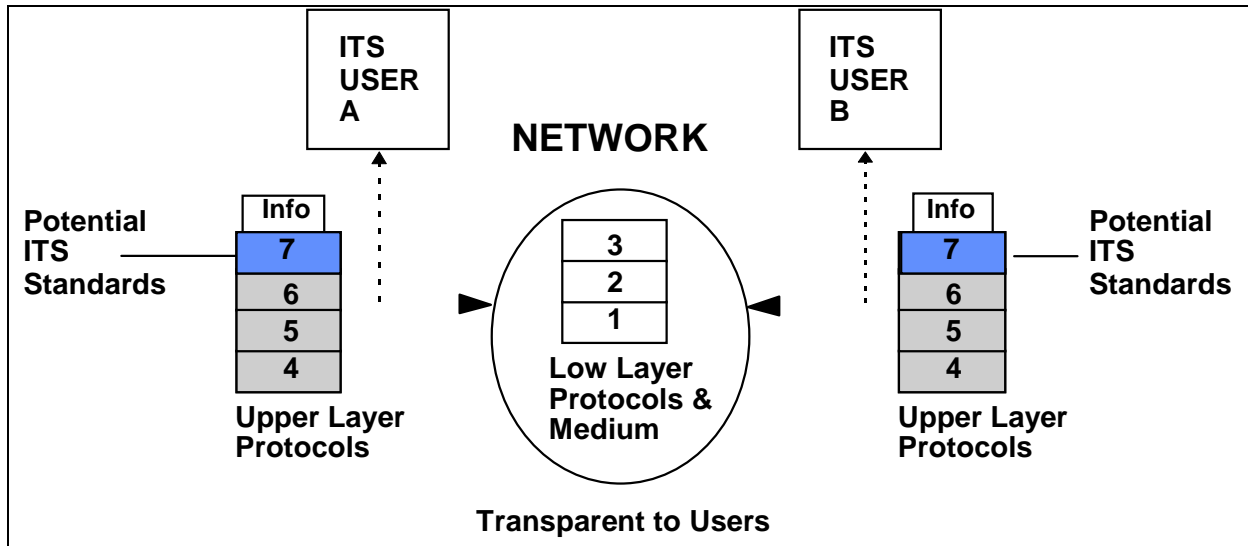 ITS
USER
A
ITS
USER
B
NETWORK
Potential
ITS
Standards
Info
7
6
5
4
Upper Layer
Protocols
3
2
1
Low Layer
Protocols &
Medium
Info
7
6
5
4
Upper Layer
Protocols
Potential
ITS
Standards
Transparent to Users